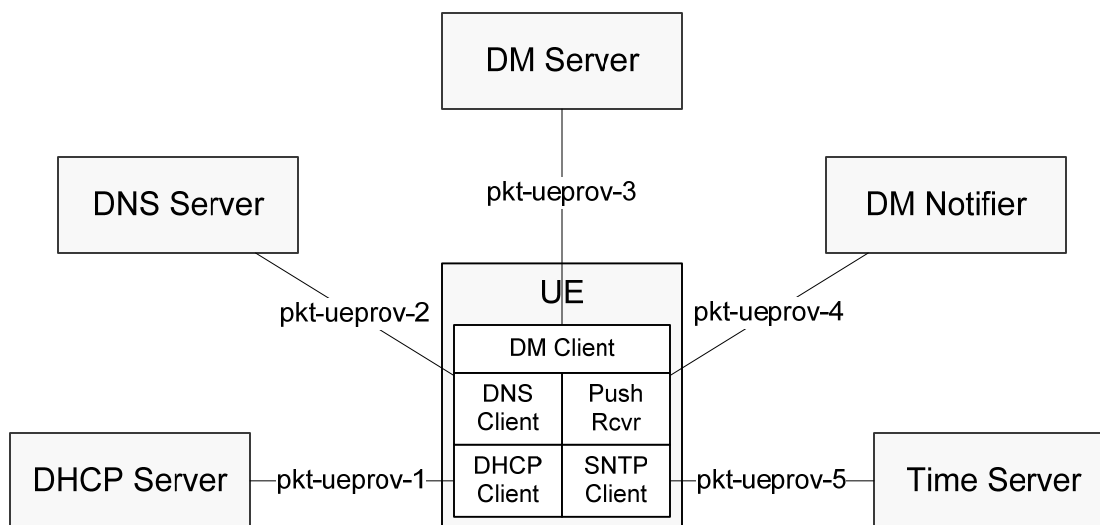 DM Server
pkt-ueprov-3
DNS Server
DM Notifier
pkt-ueprov-2
pkt-ueprov-4
UE
DM Client
DNS
Client
Push
Rcvr
DHCP Server
pkt-ueprov-1
DHCP
Client
SNTP
Client
pkt-ueprov-5
Time Server